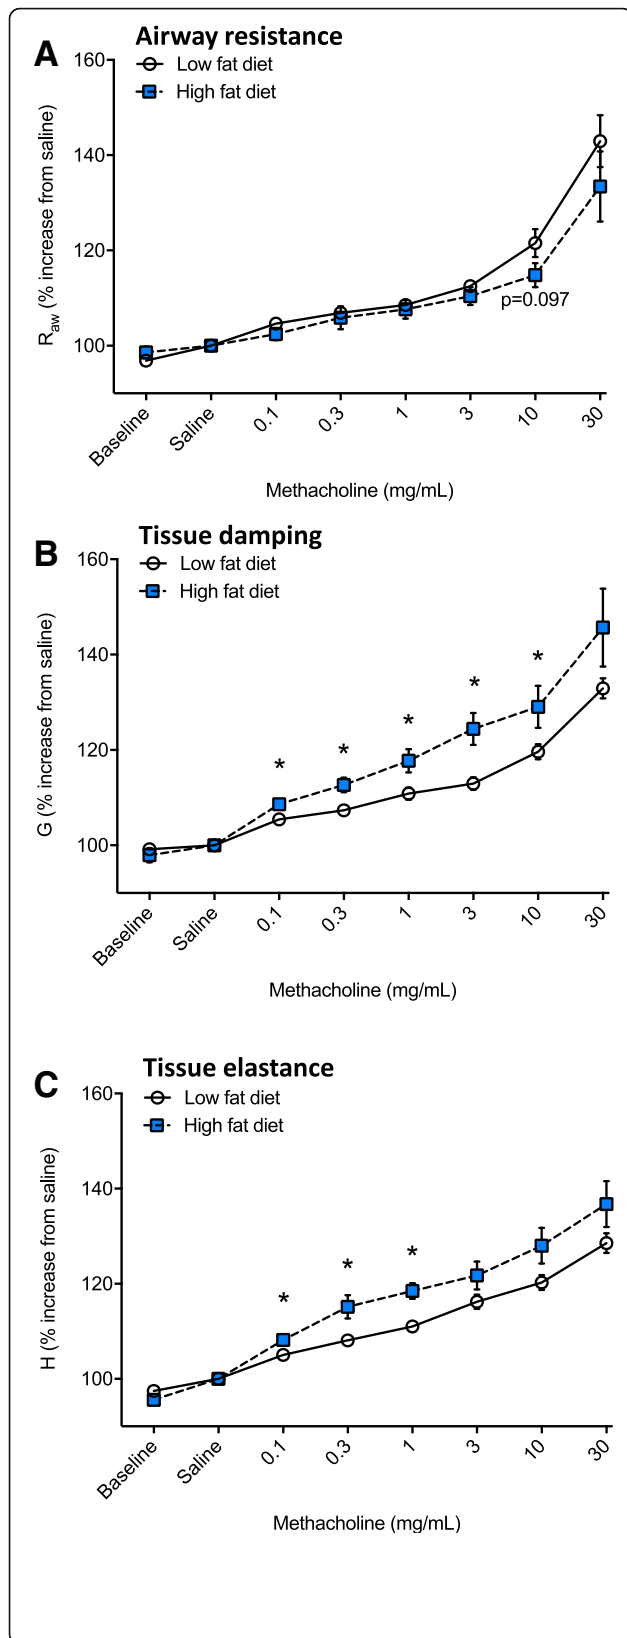 A
Airway resistance
Low fat diet
High fat diet
160
140
120
100
Raw (% increase from saline)
p=0.097
Baseline
Saline
0.1
0.3
1
3
10
30
Methacholine (mg/mL)
B
Tissue damping
Low fat diet
High fat diet
160
140
120
100
G (% increase from saline)
*
*
*
*
*
Baseline
Saline
0.1
0.3
1
3
10
30
Methacholine (mg/mL)
C
Tissue elastance
Low fat diet
High fat diet
160
140
120
100
H (% increase from saline)
*
*
*
Baseline
Saline
0.1
0.3
1
3
10
30
Methacholine (mg/mL)